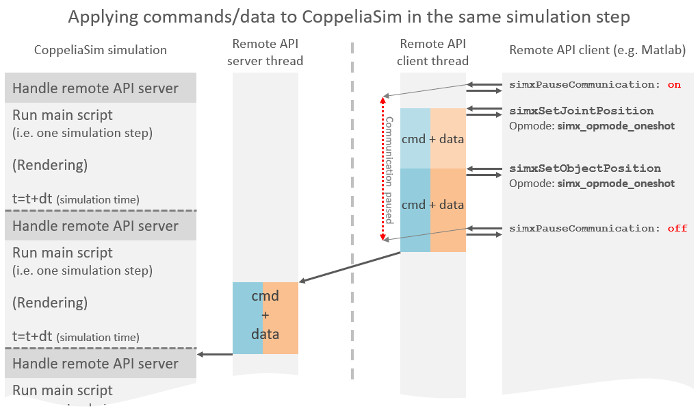 Applying commands/data to CoppeliaSim in the same simulation step
CoppeliaSim simulation
Remote API
server thread
Remote API
client thread
Remote API client (e.g. Matlab)
Handle remote API server
Run main script
(i.e. one simulation step)
(Rendering)
t=t+dt (simulation time)
Handle remote API server
Run main script
(i.e. one simulation step)
(Rendering)
t=t+dt (simulation time)
Handle remote API server
Run main script
cmd
+
data
Communication paused
cmd + data
cmd + data
simxPauseCommunication: on
simxSetJointPosition
Opmode: simx_opmode_oneshot
simxSetObjectPosition
Opmode: simx_opmode_oneshot
simxPauseCommunication: off